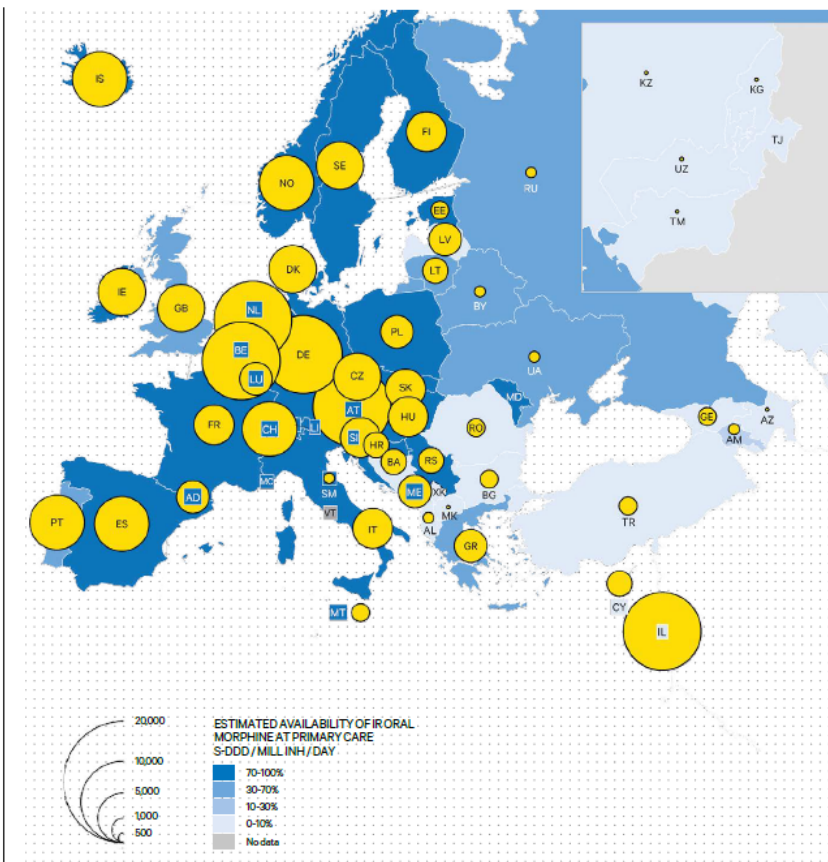 IS
KZ
KG
TJ
UZ
TM
FI
SE
NO
RU
EE
LV
LT
DK
IE
GB
BY
NL
PL
BE
DE
UA
LU
CZ
SK
MD
AT
HU
FR
CH
LI
SI
HR
RO
GE
AZ
AM
BA
RS
MC
SM
ME
XK
BG
AD
VT
MK
AL
TR
PT
ES
IT
GR
CY
MT
IL
20,000
10,000
5,000
1,000
500
ESTIMATED AVAILABILITY OF IR ORAL
MORPHINE AT PRIMARY CARE
S-DDD / MILL INH / DAY
70-100%
30-70%
10-30%
0-10%
No data